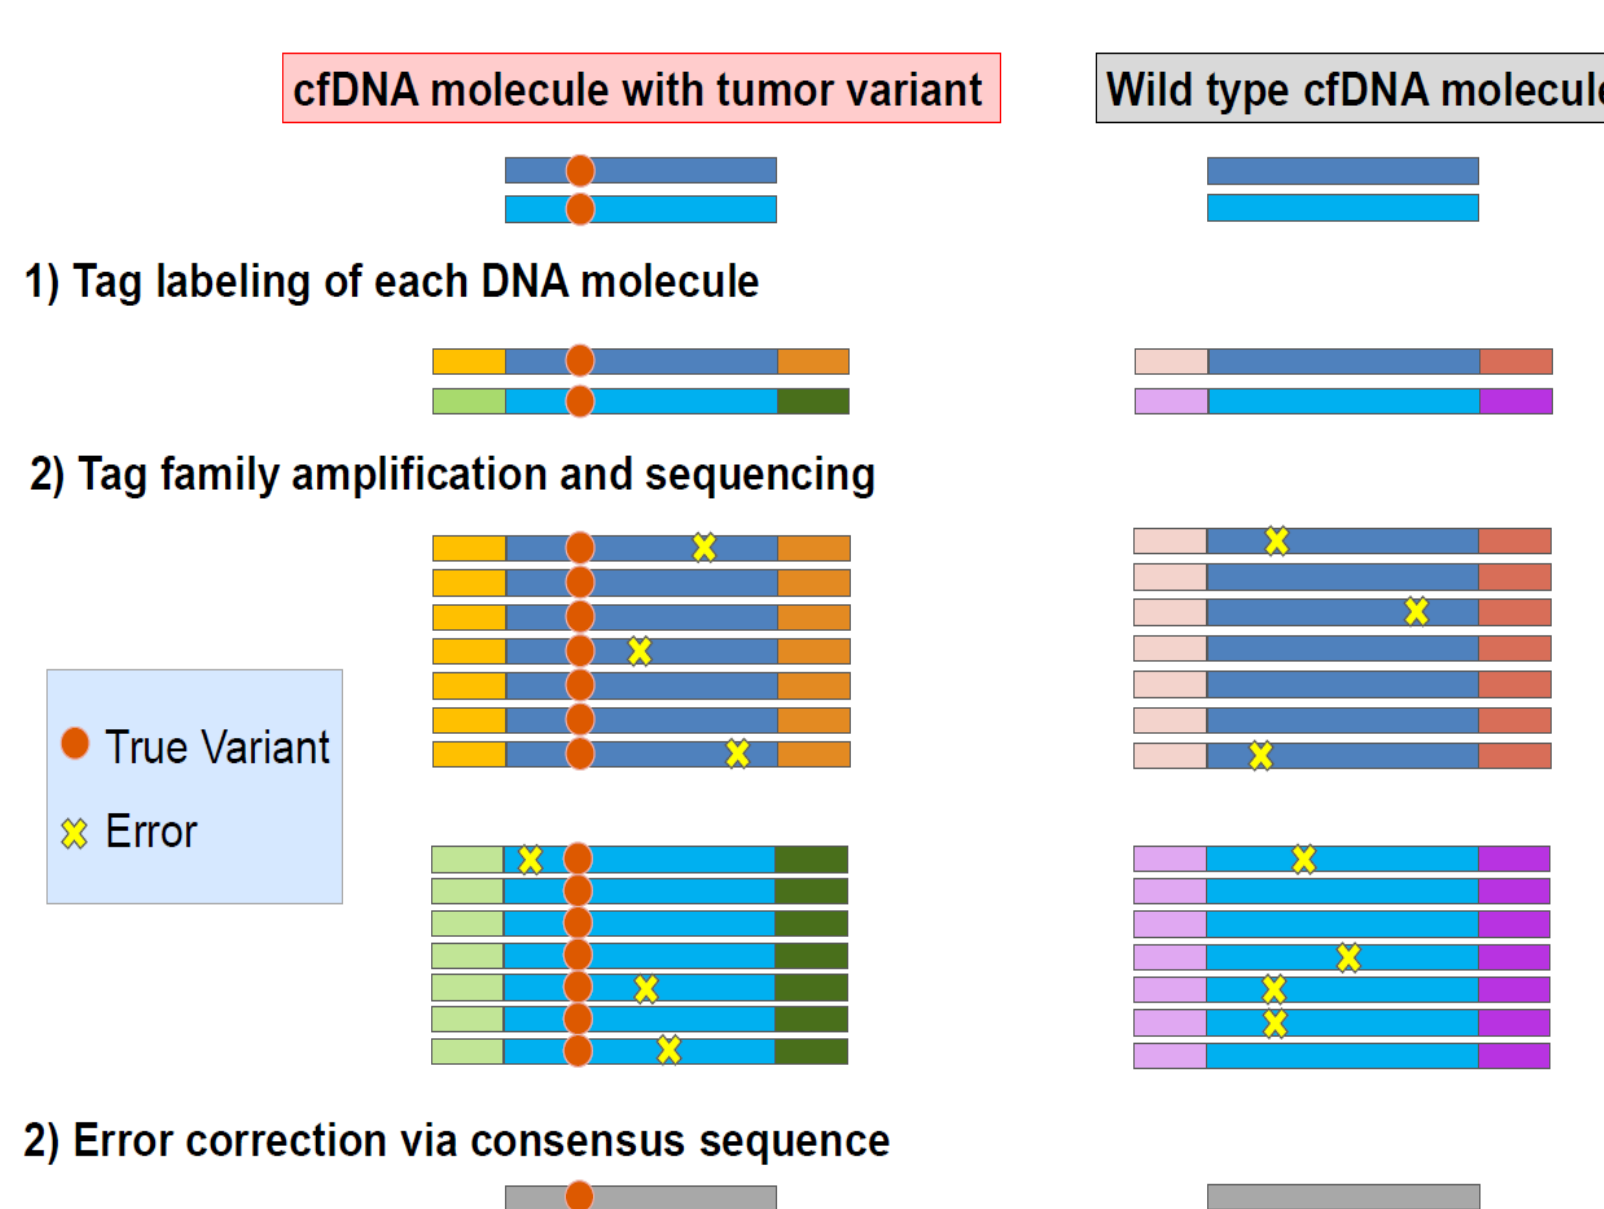 cfDNA molecule with tumor variant
Wild type cfDNA molecule
1) Tag labeling of each DNA molecule
2) Tag family amplification and sequencing
True Variant
Error
2) Error correction via consensus sequence